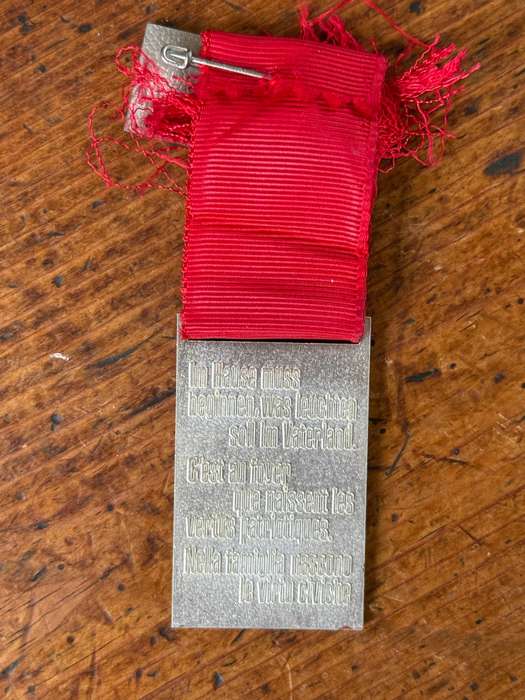 Im Hause muss
beginnen, was leuchten
soll im Vaterland.
C'est au foyer
que naissent les
vertus patriotiques.
Nella famiglia nascono
le virtù civiche